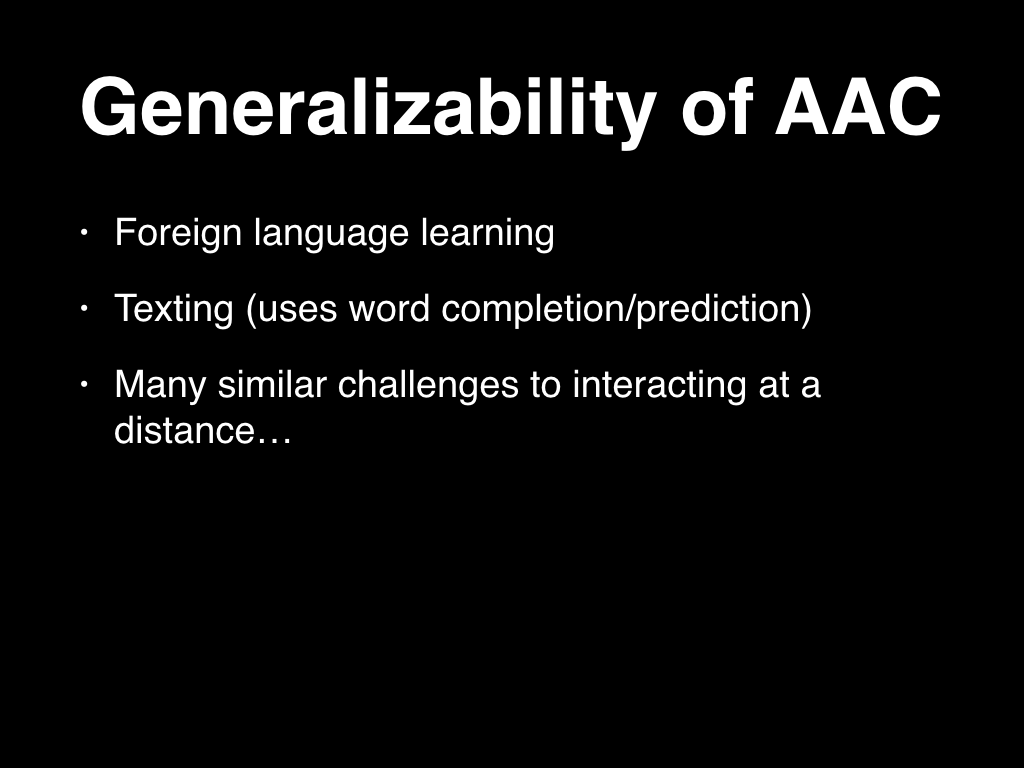 Generalizability of AAC
• Foreign language learning
• Texting (uses word completion/prediction)
• Many similar challenges to interacting at a
distance…